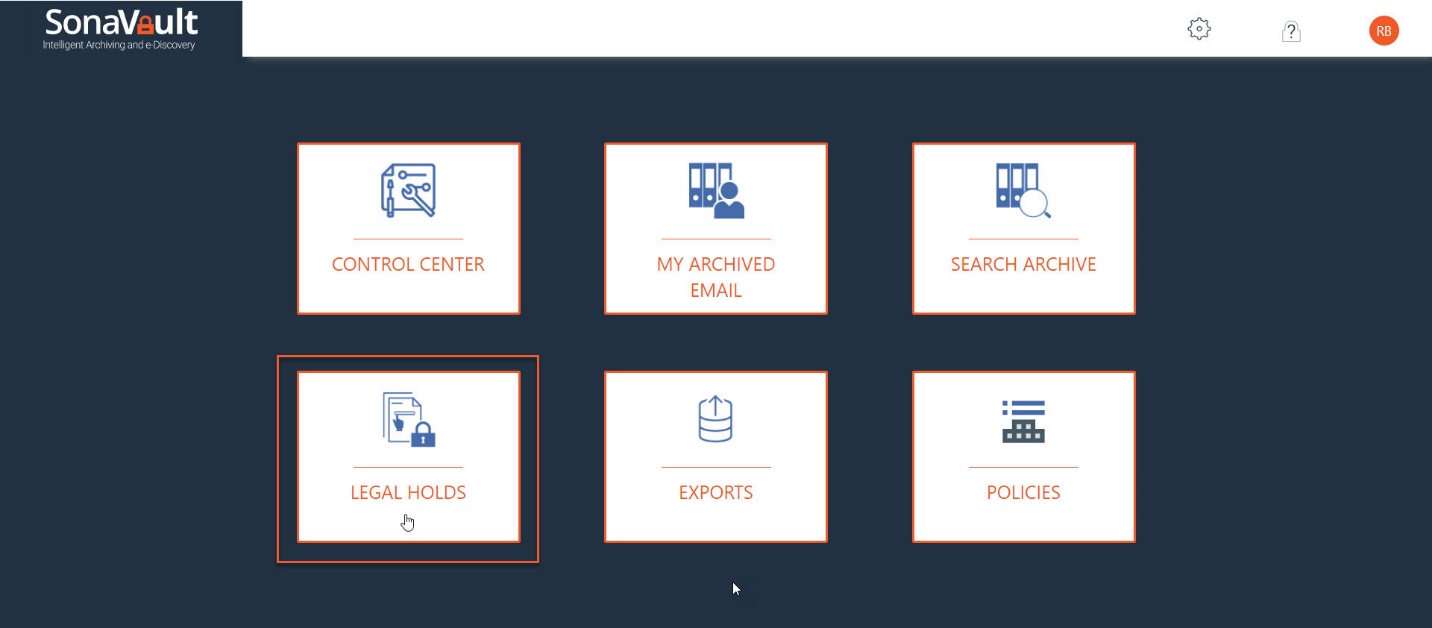 SonaVault
Intelligent Archiving and e-Discovery
?
RB
CONTROL CENTER
MY ARCHIVED
EMAIL
SEARCH ARCHIVE
LEGAL HOLDS
EXPORTS
POLICIES